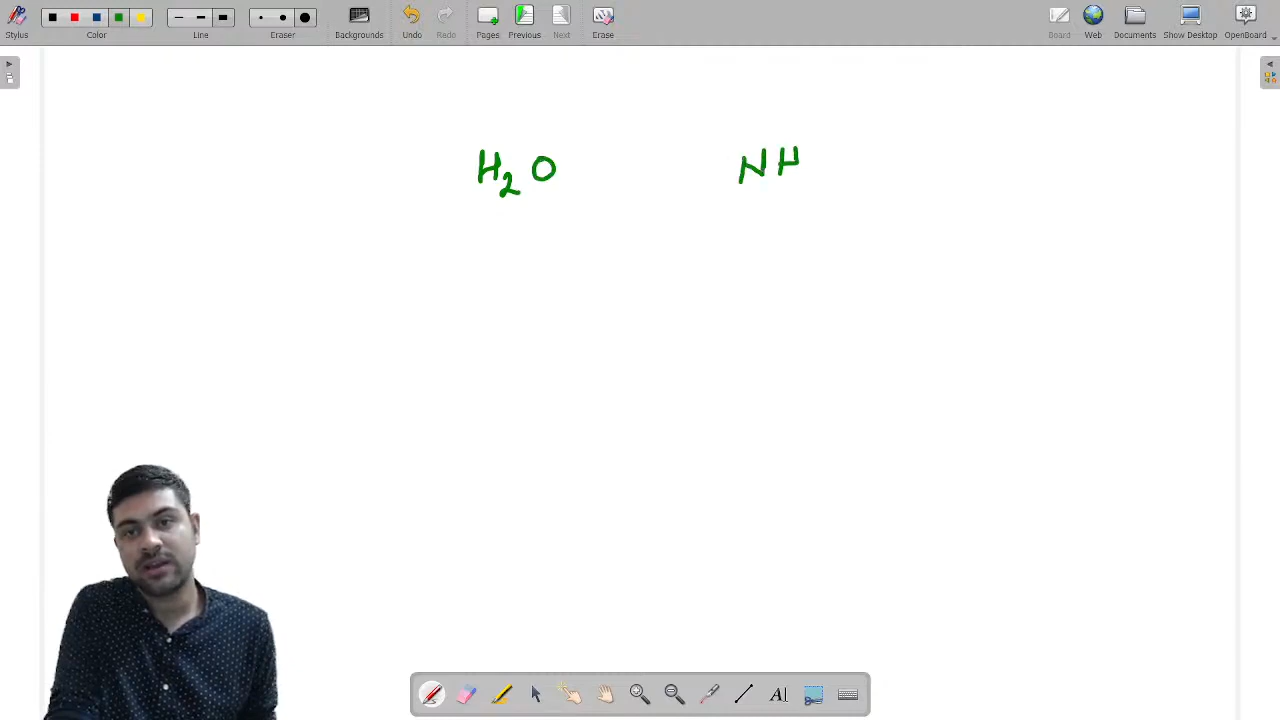 Stylus Color Line Eraser Backgrounds Undo Redo Pages Previous Next Erase Board Web Documents Show Desktop OpenBoard
H₂O NH
AI